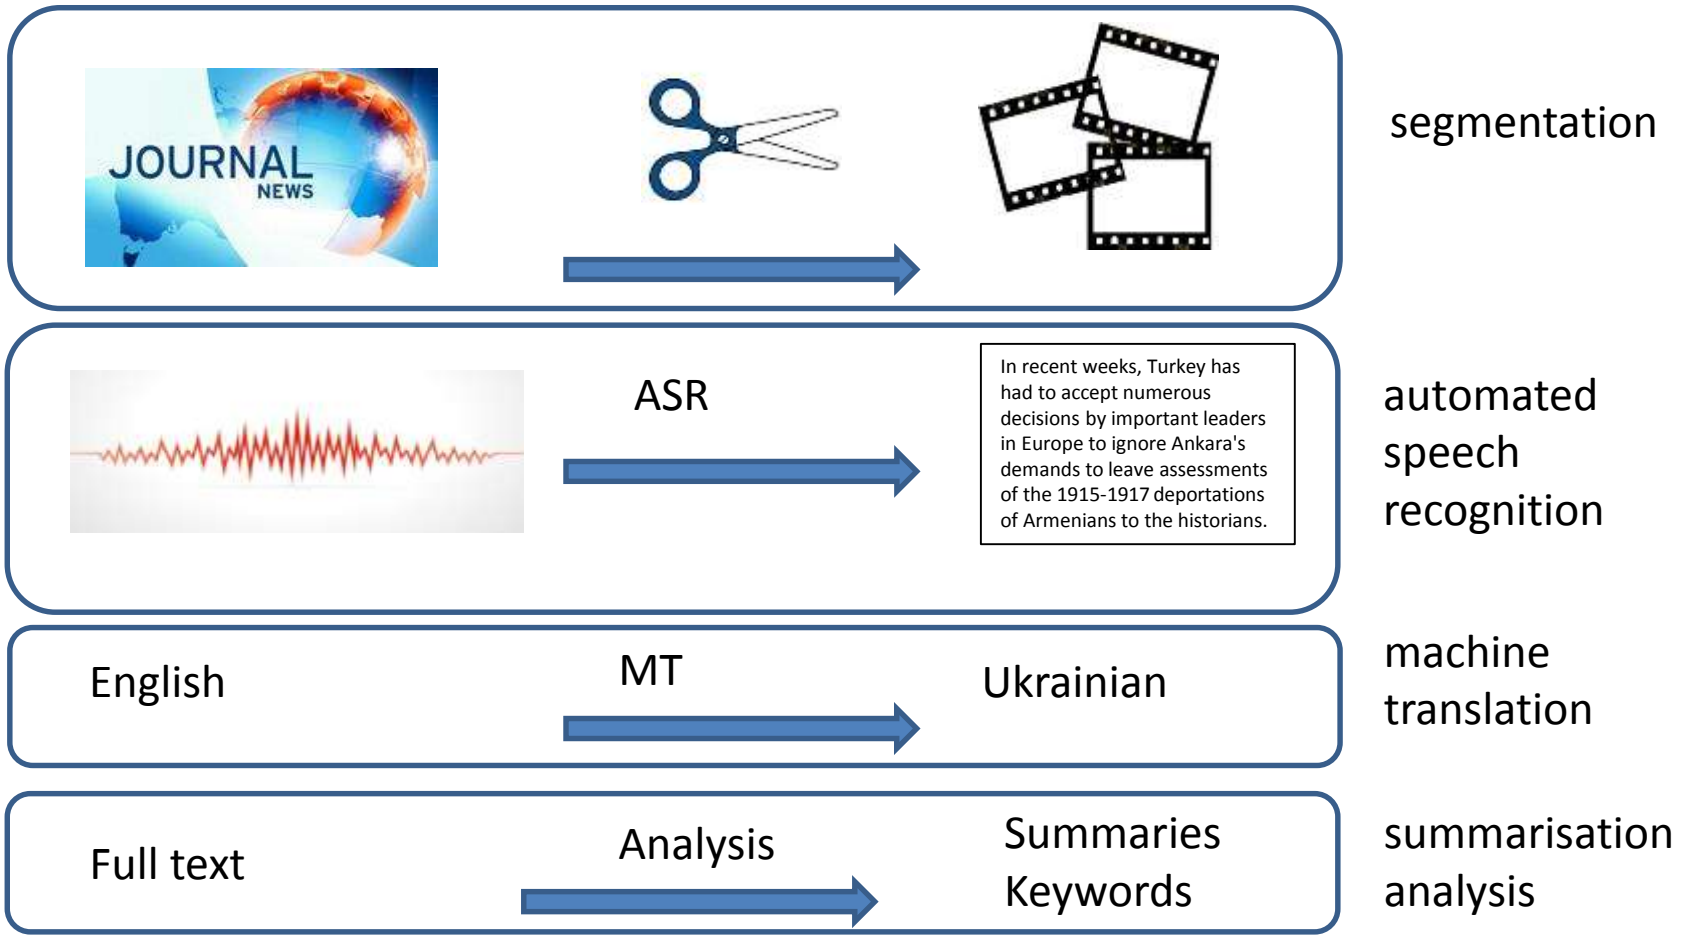 JOURNAL
NEWS
segmentation
ASR
In recent weeks, Turkey has
had to accept numerous
decisions by important leaders
in Europe to ignore Ankara's
demands to leave assessments
of the 1915-1917 deportations
of Armenians to the historians.
automated
speech
recognition
English
MT
Ukrainian
machine
translation
Full text
Analysis
Summaries
Keywords
summarisation
analysis